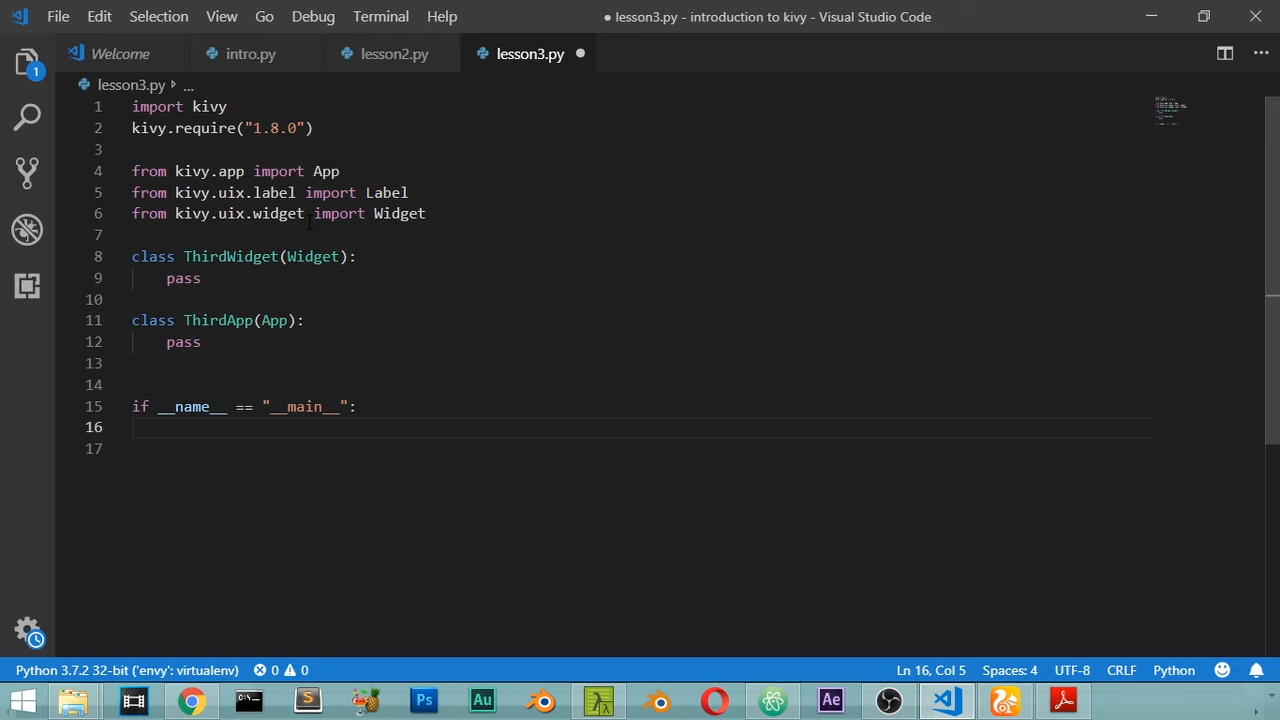 File Edit Selection View Go Debug Terminal Help ● lesson3.py - introduction to kivy - Visual Studio Code
Welcome intro.py lesson2.py lesson3.py
lesson3.py ...
1 import kivy
2 kivy.require("1.8.0")
3
4 from kivy.app import App
5 from kivy.uix.label import Label
6 from kivy.uix.widget import Widget
7
8 class ThirdWidget(Widget):
9 pass
10
11 class ThirdApp(App):
12 pass
13
14
15 if __name__ == "__main__":
16
17
1
Python 3.7.2 32-bit ('envy': virtualenv) 0 0 Ln 16, Col 5 Spaces: 4 UTF-8 CRLF Python
Ps Au Ae